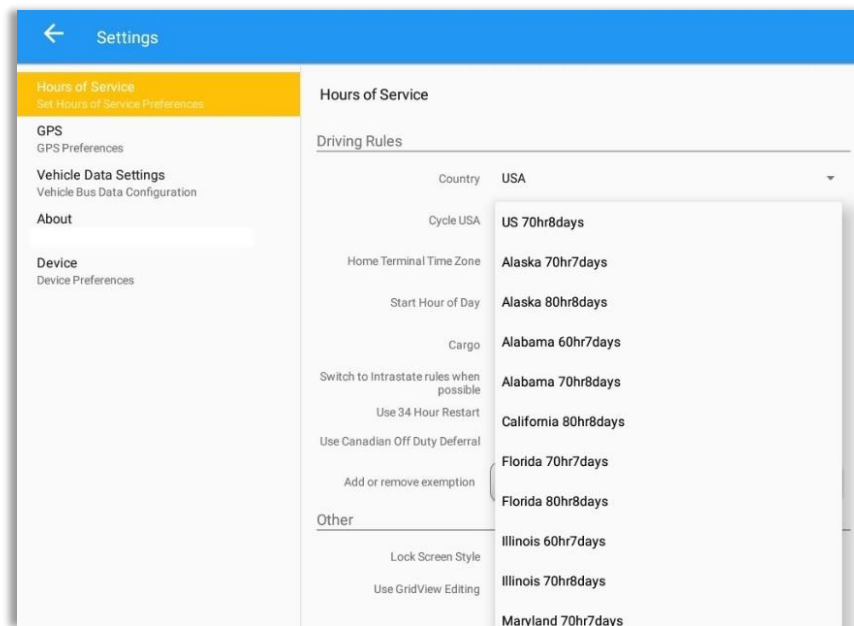 Settings
Hours of Service
Set Hours of Service Preferences
GPS
GPS Preferences
Vehicle Data Settings
Vehicle Bus Data Configuration
About
Device
Device Preferences
Hours of Service
Driving Rules
Country
USA
Cycle USA
US 70hr8days
Home Terminal Time Zone
Alaska 70hr7days
Start Hour of Day
Alaska 80hr8days
Cargo
Alabama 60hr7days
Switch to Intrastate rules when
possible
Alabama 70hr8days
Use 34 Hour Restart
California 80hr8days
Use Canadian Off Duty Deferral
Florida 70hr7days
Add or remove exemption
Florida 80hr8days
Other
Illinois 60hr7days
Lock Screen Style
Illinois 70hr8days
Use GridView Editing
Maryland 70hr7days